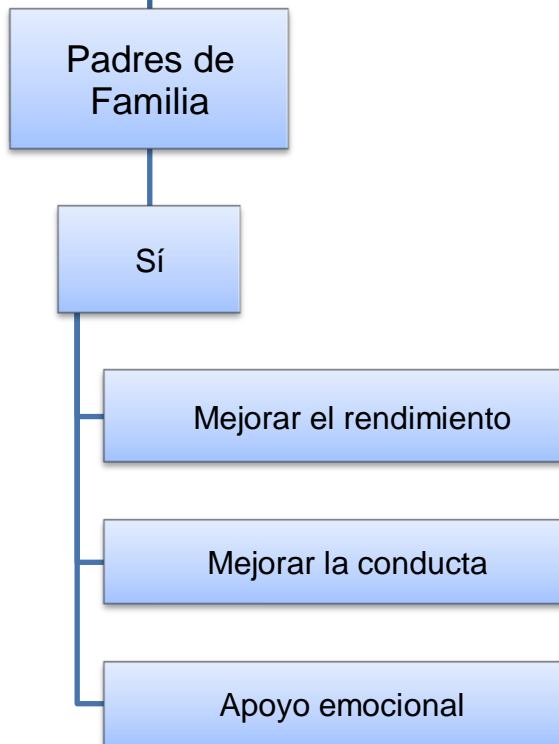 Padres de
Familia
Sí
Mejorar el rendimiento
Mejorar la conducta
Apoyo emocional